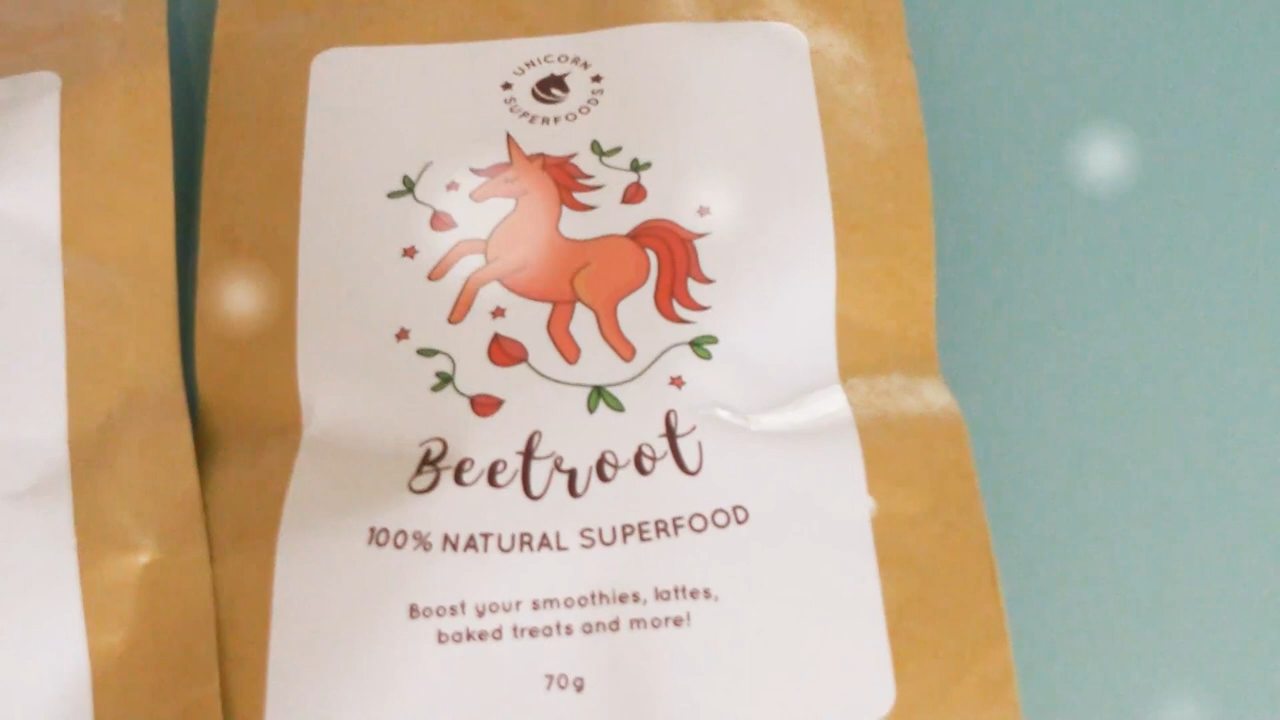 UNICORN
SUPERFOODS
Beetroot
100% NATURAL SUPERFOOD
Boost your smoothies, lattes,
baked treats and more!
70g